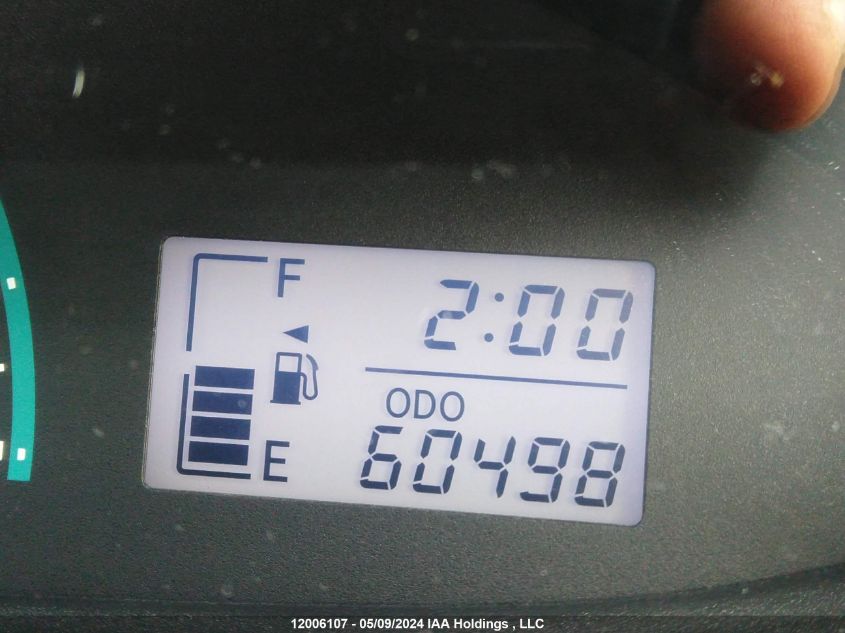 F 2:00
ODO
E 60498
12006107 - 05/09/2024 IAA Holdings , LLC